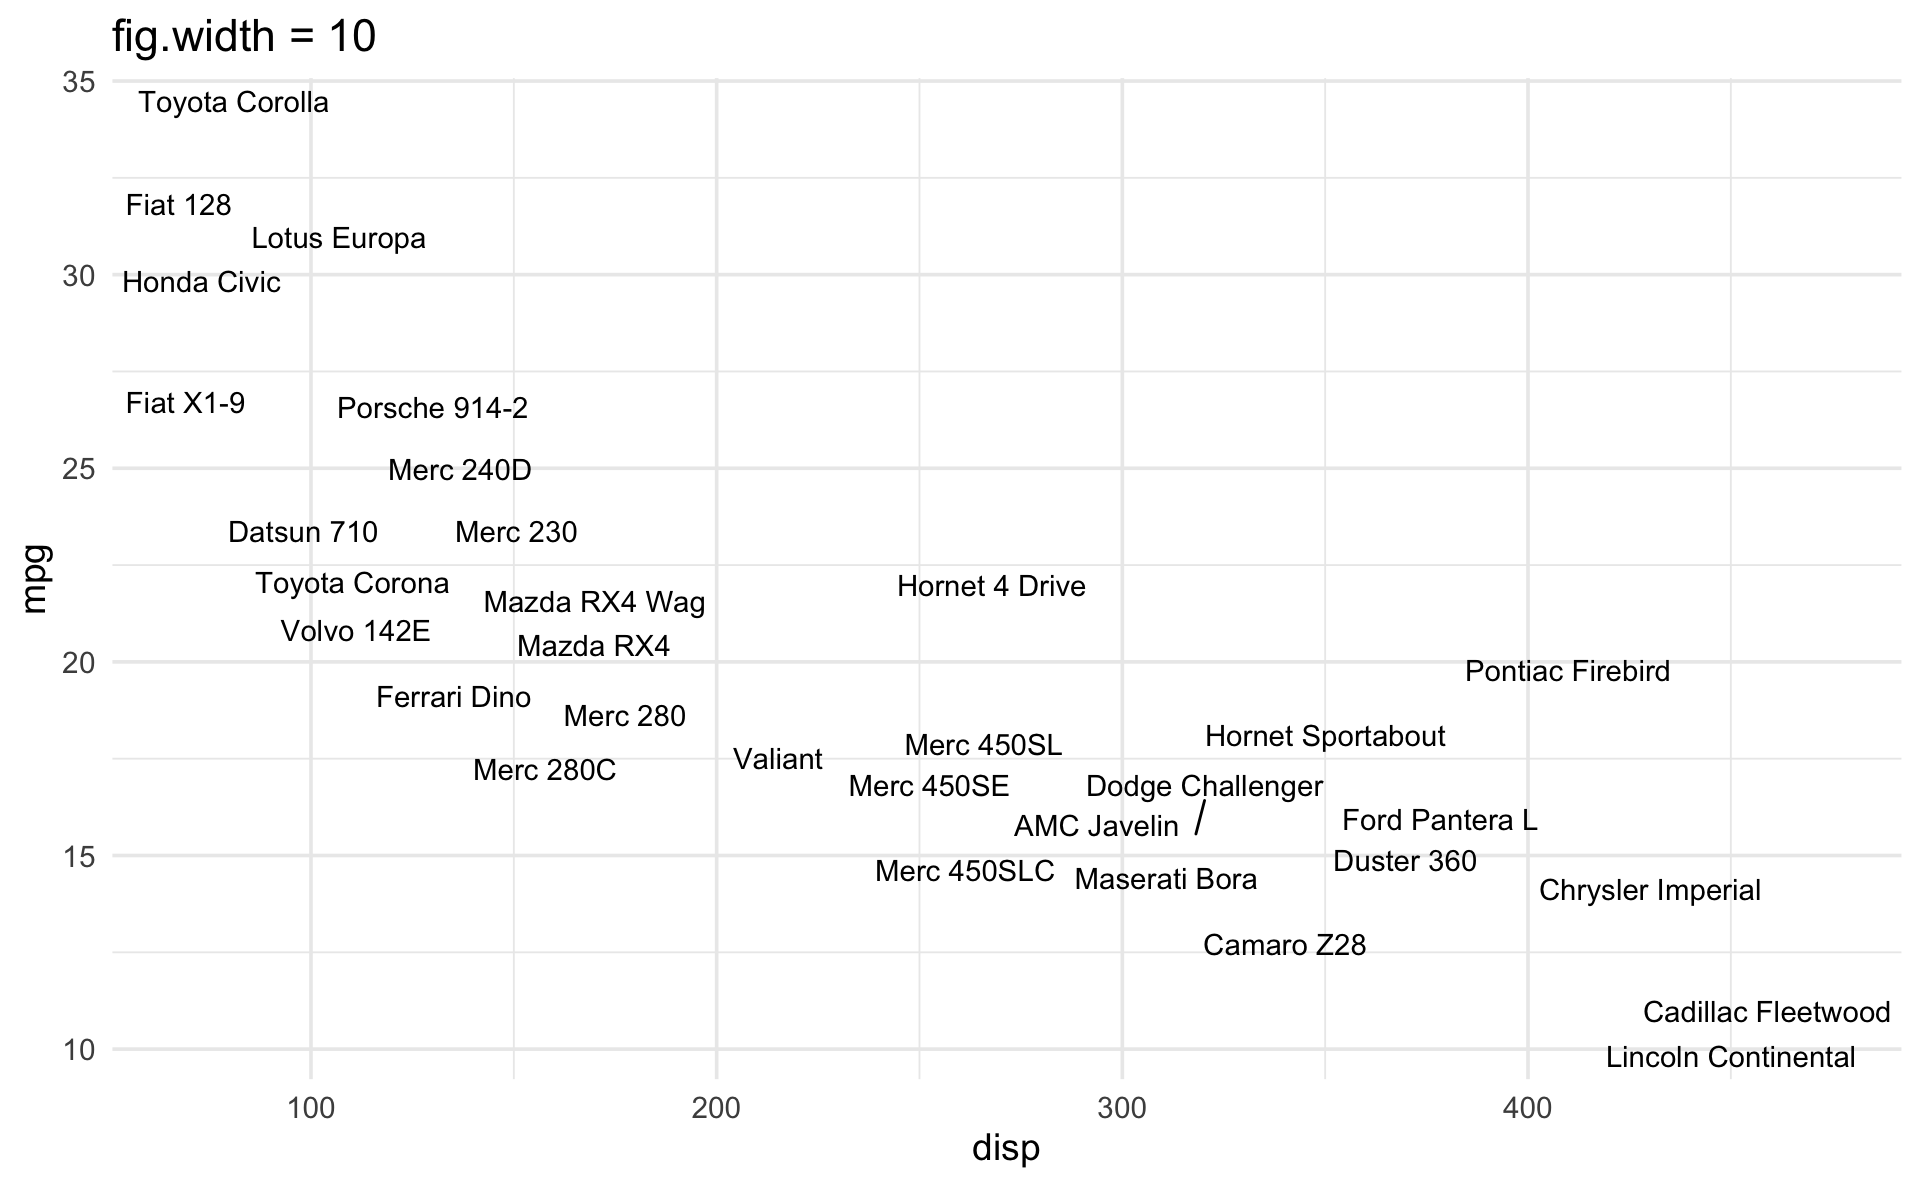 fig.width = 10
35
Toyota Corolla
Fiat 128
Lotus Europa
30
Honda Civic
Fiat X1-9
Porsche 914-2
25
Merc 240D
Datsun 710
Merc 230
mpg
Toyota Corona
Hornet 4 Drive
Mazda RX4 Wag
Volvo 142E
Mazda RX4
20
Pontiac Firebird
Ferrari Dino
Merc 280
Hornet Sportabout
Merc 450SL
Valiant
Merc 280C
Merc 450SE
Dodge Challenger
Ford Pantera L
AMC Javelin
15
Duster 360
Merc 450SLC
Maserati Bora
Chrysler Imperial
Camaro Z28
Cadillac Fleetwood
10
Lincoln Continental
100
200
300
400
disp